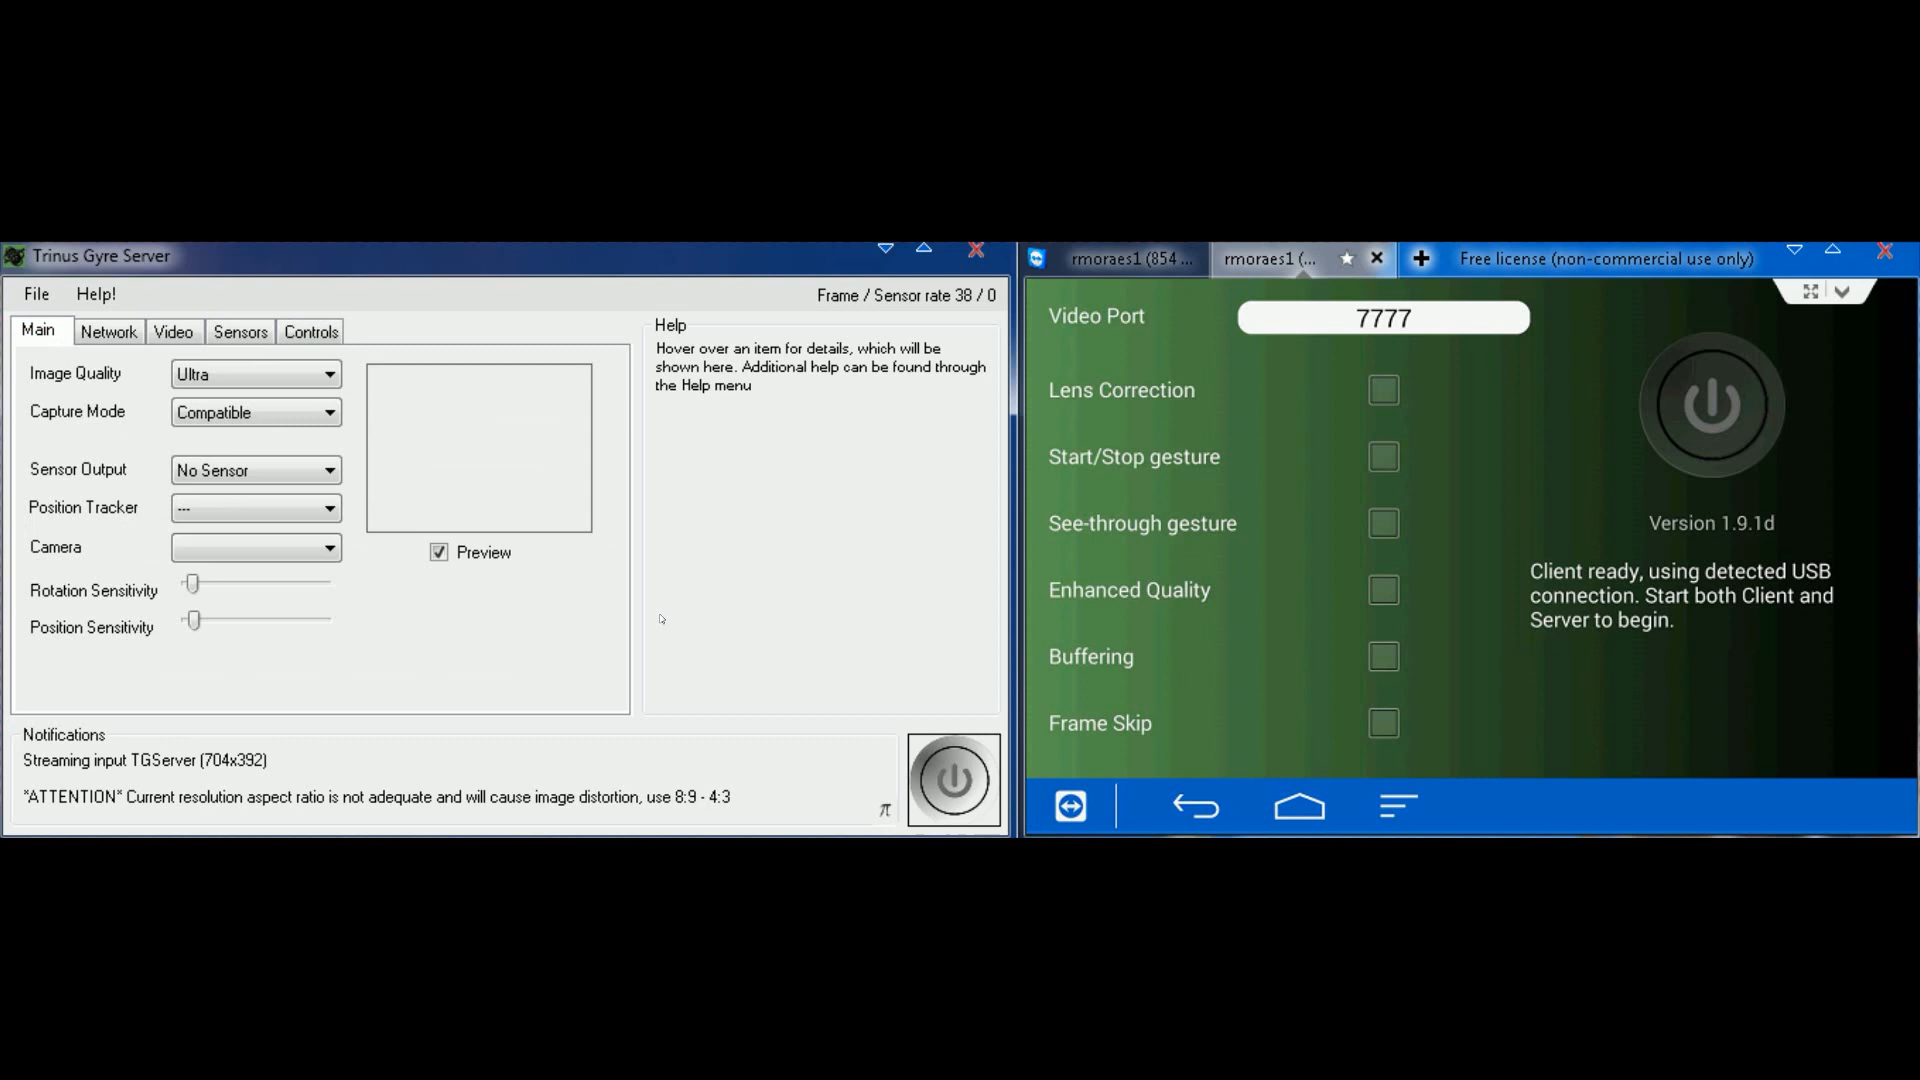 Trinus Gyre Server
File Help!
Frame / Sensor rate 38 / 0
Main Network Video Sensors Controls
Image Quality Ultra
Capture Mode Compatible
Sensor Output No Sensor
Position Tracker ---
Camera
Rotation Sensitivity
Position Sensitivity
Preview
Help
Hover over an item for details, which will be
shown here. Additional help can be found through
the Help menu
Notifications
Streaming input TGServer (704x392)
*ATTENTION* Current resolution aspect ratio is not adequate and will cause image distortion, use 8:9 - 4:3
π
rmoraes1 (854 ... rmoraes1 (... Free license (non-commercial use only)
Video Port 7777
Lens Correction
Start/Stop gesture
See-through gesture
Enhanced Quality
Buffering
Frame Skip
Version 1.9.1d
Client ready, using detected USB
connection. Start both Client and
Server to begin.